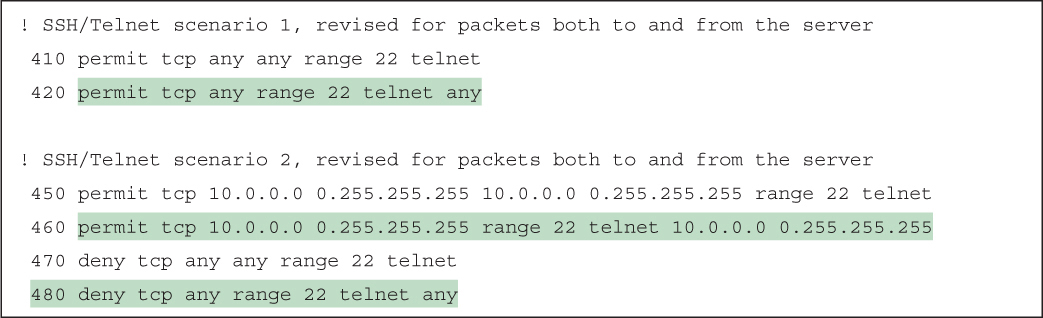 ! SSH/Telnet scenario 1, revised for packets both to and from the server
410 permit tcp any any range 22 telnet
420 permit tcp any range 22 telnet any
! SSH/Telnet scenario 2, revised for packets both to and from the server
450 permit tcp 10.0.0.0 0.255.255.255 10.0.0.0 0.255.255.255 range 22 telnet
460 permit tcp 10.0.0.0 0.255.255.255 range 22 telnet 10.0.0.0 0.255.255.255
470 deny tcp any any range 22 telnet
480 deny tcp any range 22 telnet any